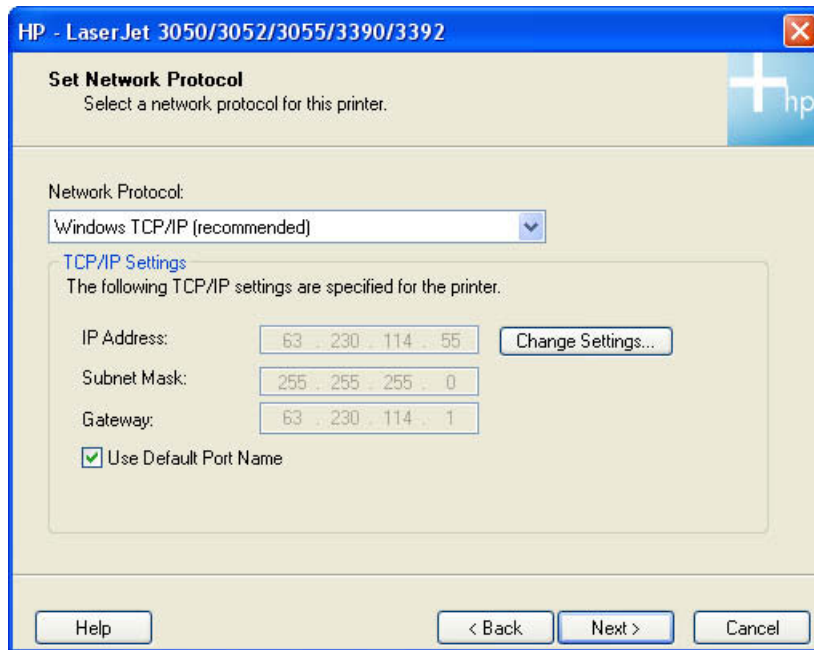 HP - LaserJet 3050/3052/3055/3390/3392
Set Network Protocol
Select a network protocol for this printer.
hp
Network Protocol:
Windows TCP/IP (recommended)
TCP/IP Settings
The following TCP/IP settings are specified for the printer.
IP Address: 63 . 230 . 114 . 55 Change Settings...
Subnet Mask: 255 . 255 . 255 . 0
Gateway: 63 . 230 . 114 . 1
Use Default Port Name
Help < Back Next > Cancel